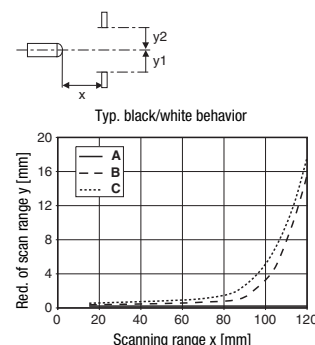 y2
y1
x
Typ. black/white behavior
Red. of scan range y [mm]
20
16
12
8
4
0
A
B
C
0 20 40 60 80 100 120
Scanning range x [mm]